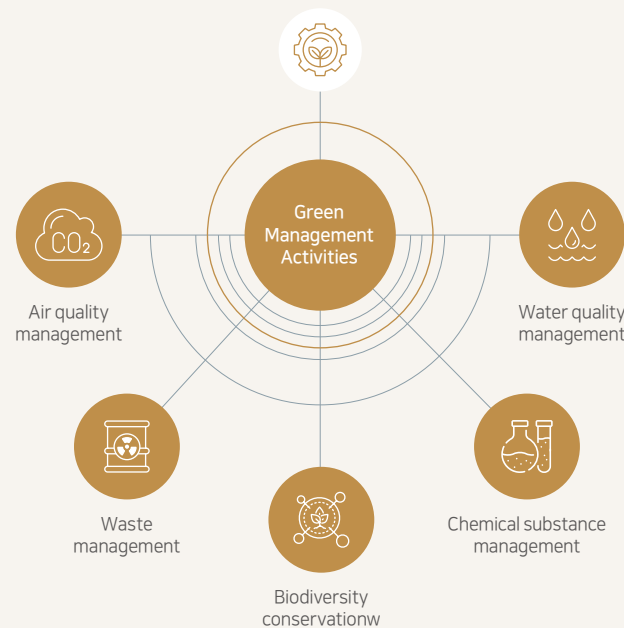 Green
Management
Activities
CO₂
Air quality
management
Water quality
management
Waste
management
Chemical substance
management
Biodiversity
conservationw